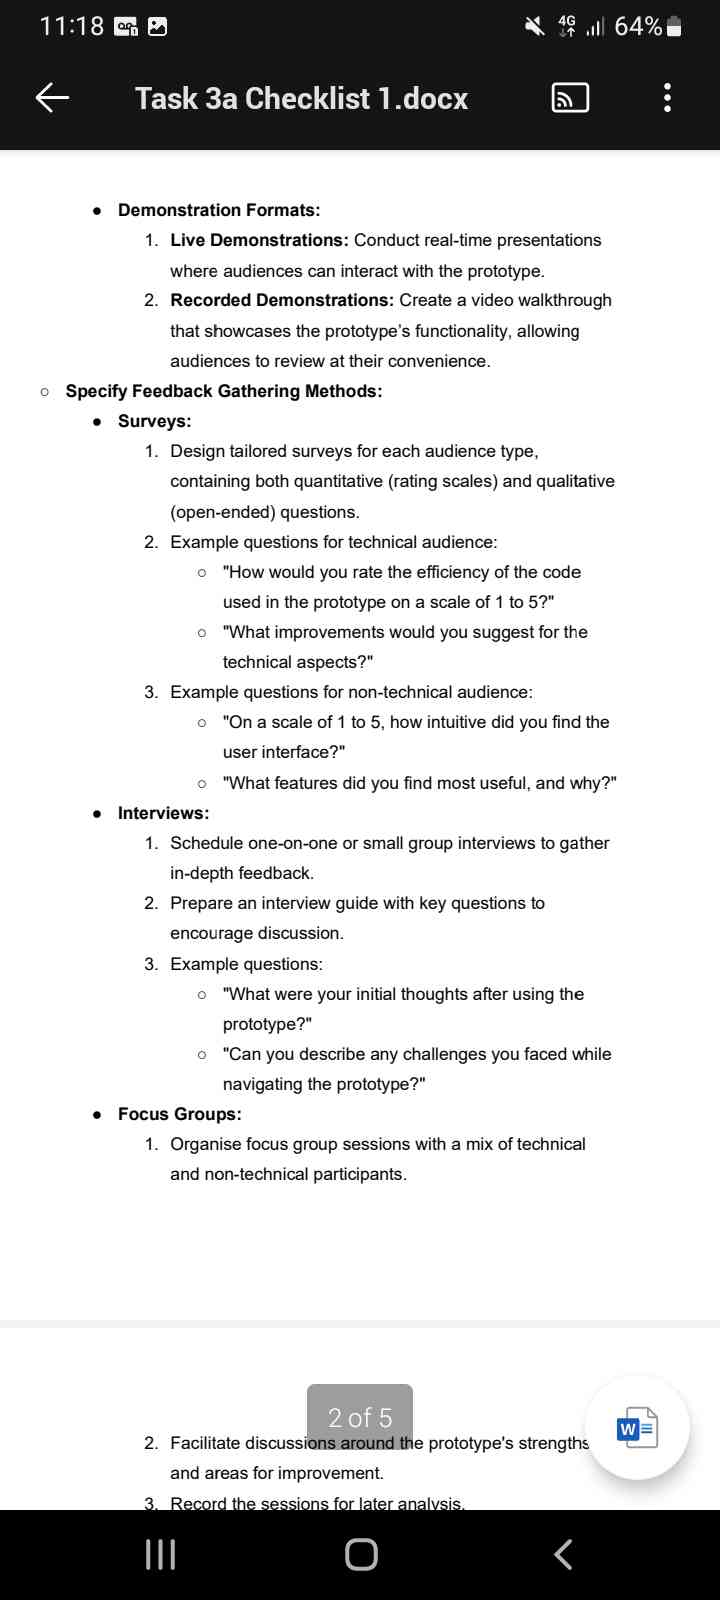 11:18
4G
64%
Task 3a Checklist 1.docx
● Demonstration Formats:
1. Live Demonstrations: Conduct real-time presentations
where audiences can interact with the prototype.
2. Recorded Demonstrations: Create a video walkthrough
that showcases the prototype's functionality, allowing
audiences to review at their convenience.
○ Specify Feedback Gathering Methods:
● Surveys:
1. Design tailored surveys for each audience type,
containing both quantitative (rating scales) and qualitative
(open-ended) questions.
2. Example questions for technical audience:
○ "How would you rate the efficiency of the code
used in the prototype on a scale of 1 to 5?"
○ "What improvements would you suggest for the
technical aspects?"
3. Example questions for non-technical audience:
○ "On a scale of 1 to 5, how intuitive did you find the
user interface?"
○ "What features did you find most useful, and why?"
● Interviews:
1. Schedule one-on-one or small group interviews to gather
in-depth feedback.
2. Prepare an interview guide with key questions to
encourage discussion.
3. Example questions:
○ "What were your initial thoughts after using the
prototype?"
○ "Can you describe any challenges you faced while
navigating the prototype?"
● Focus Groups:
1. Organise focus group sessions with a mix of technical
and non-technical participants.
2 of 5
W
2. Facilitate discussions around the prototype's strengths
and areas for improvement.
3. Record the sessions for later analysis.